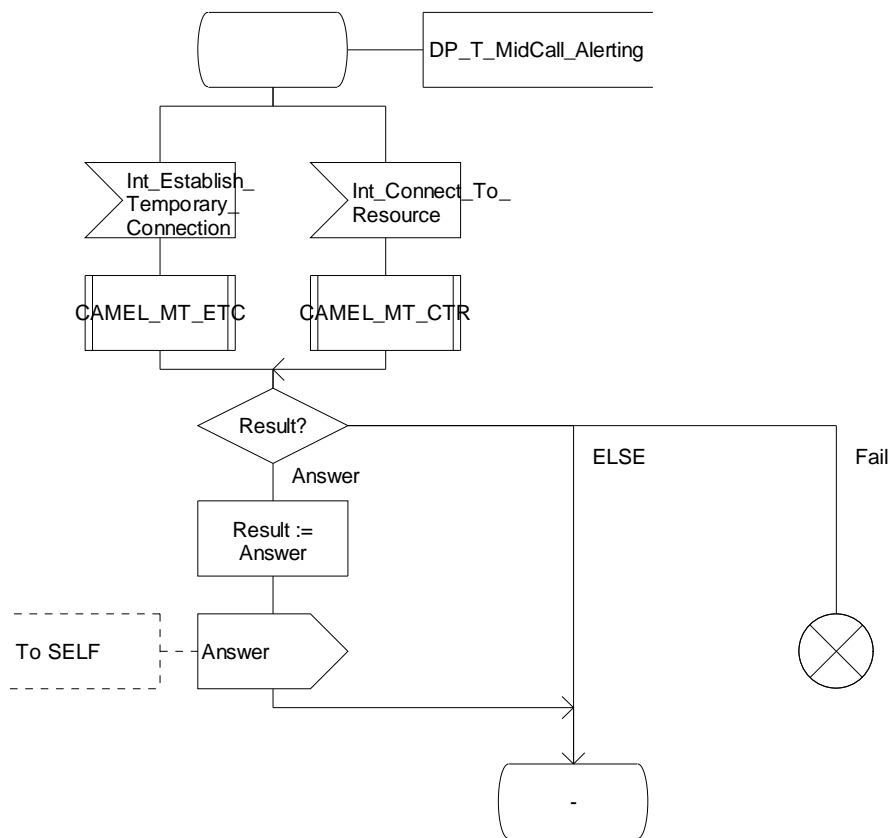 DP_T_MidCall_Alerting
Int_Establish_
Temporary_
Connection
Int_Connect_To_
Resource
CAMEL_MT_ETC
CAMEL_MT_CTR
Result?
ELSE
Fail
Answer
Result :=
Answer
To SELF
Answer
-